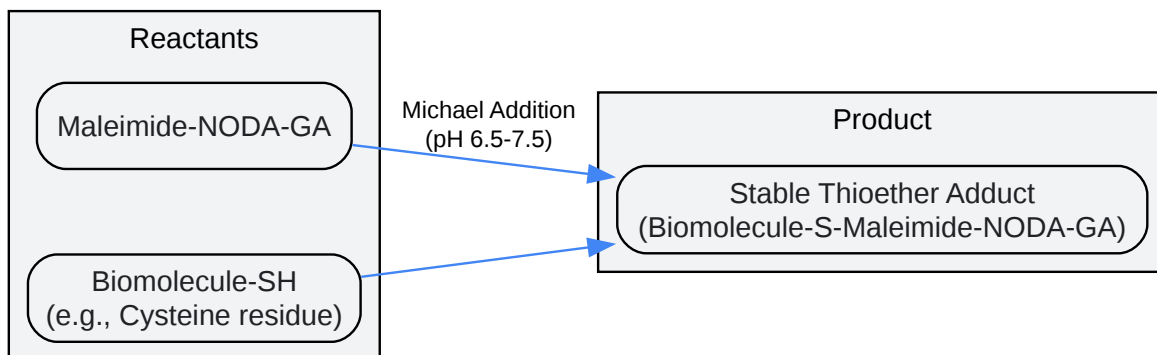 Reactants
Maleimide-NODA-GA
Biomolecule-SH
(e.g., Cysteine residue)
Michael Addition
(pH 6.5-7.5)
Product
Stable Thioether Adduct
(Biomolecule-S-Maleimide-NODA-GA)